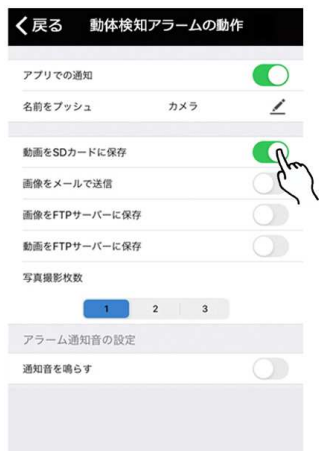 戻る 動体検知アラームの動作
アプリでの通知
名前をプッシュ カメラ
動画をSDカードに保存
画像をメールで送信
画像をFTPサーバーに保存
動画をFTPサーバーに保存
写真撮影枚数
1 2 3
アラーム通知音の設定
通知音を鳴らす